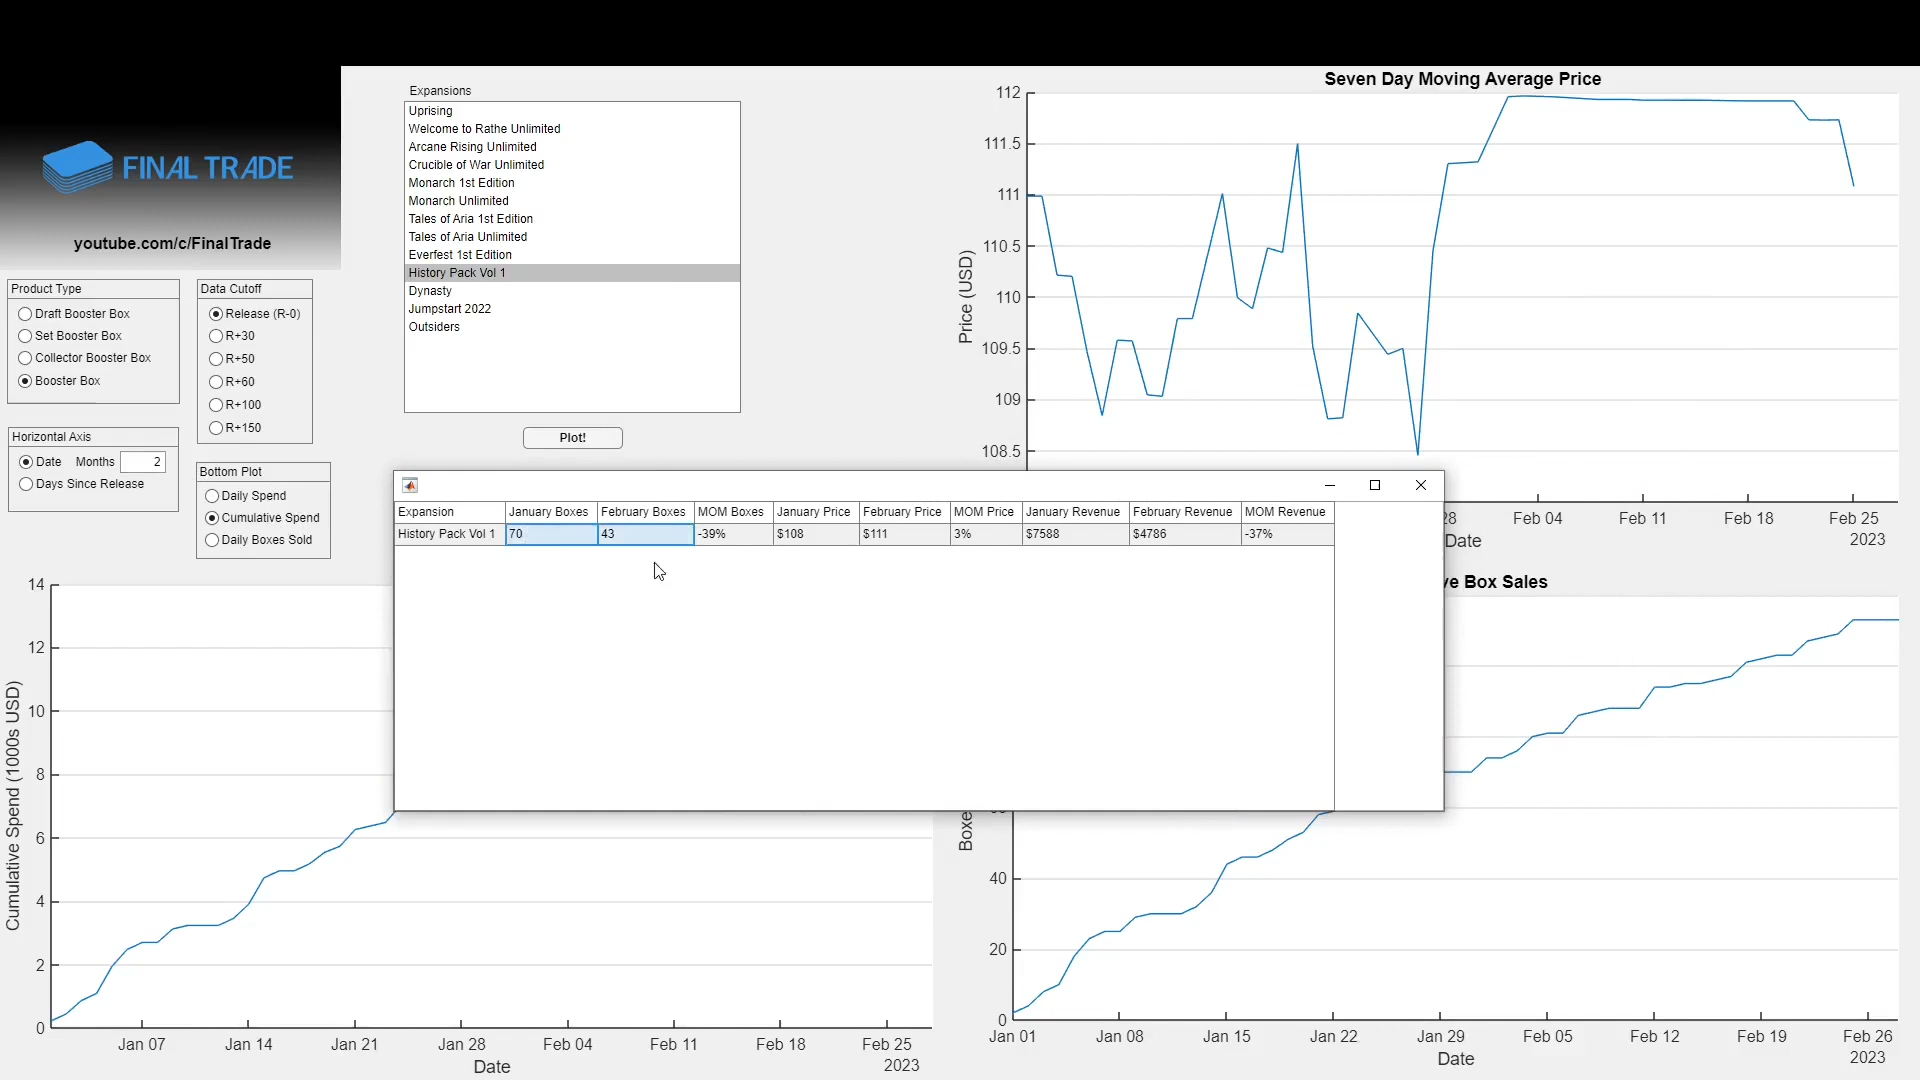 FINAL TRADE
youtube.com/c/FinalTrade
Product Type
Draft Booster Box
Set Booster Box
Collector Booster Box
Booster Box
Data Cutoff
Release (R-0)
R+30
R+50
R+60
R+100
R+150
Horizontal Axis
Date Months 2
Days Since Release
Bottom Plot
Daily Spend
Cumulative Spend
Daily Boxes Sold
Expansions
Uprising
Welcome to Rathe Unlimited
Arcane Rising Unlimited
Crucible of War Unlimited
Monarch 1st Edition
Monarch Unlimited
Tales of Aria 1st Edition
Tales of Aria Unlimited
Everfest 1st Edition
History Pack Vol 1
Dynasty
Jumpstart 2022
Outsiders
Plot!
Seven Day Moving Average Price
112
111.5
111
110.5
110
109.5
109
108.5
Price (USD)
28 Feb 04 Feb 11 Feb 18 Feb 25
2023
Date
Expansion January Boxes February Boxes MOM Boxes January Price February Price MOM Price January Revenue February Revenue MOM Revenue
History Pack Vol 1 70 43 -39% $108 $111 3% $7588 $4786 -37%
14
12
10
8
6
4
2
0
Cumulative Spend (1000s USD)
Jan 07 Jan 14 Jan 21 Jan 28 Feb 04 Feb 11 Feb 18 Feb 25
2023
Date
ve Box Sales
Boxe
40
20
0
Jan 01 Jan 08 Jan 15 Jan 22 Jan 29 Feb 05 Feb 12 Feb 19 Feb 26
2023
Date